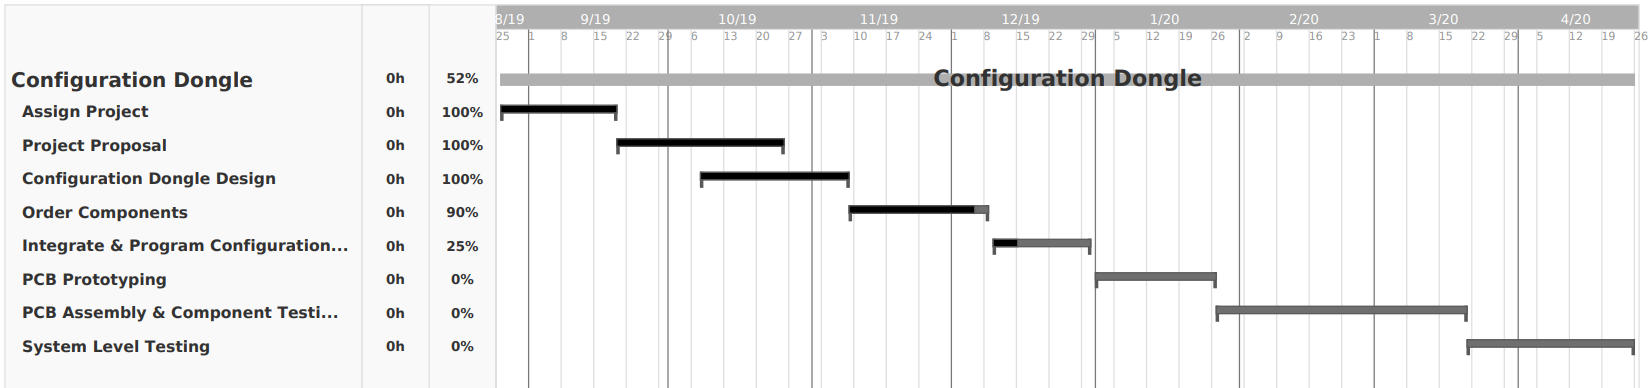 8/19 9/19 10/19 11/19 12/19 1/20 2/20 3/20 4/20
25 1 8 15 22 29 6 13 20 27 3 10 17 24 1 8 15 22 29 5 12 19 26 2 9 16 23 1 8 15 22 29 5 12 19 26
Configuration Dongle 0h 52% Configuration Dongle
Assign Project 0h 100%
Project Proposal 0h 100%
Configuration Dongle Design 0h 100%
Order Components 0h 90%
Integrate & Program Configuration... 0h 25%
PCB Prototyping 0h 0%
PCB Assembly & Component Testi... 0h 0%
System Level Testing 0h 0%